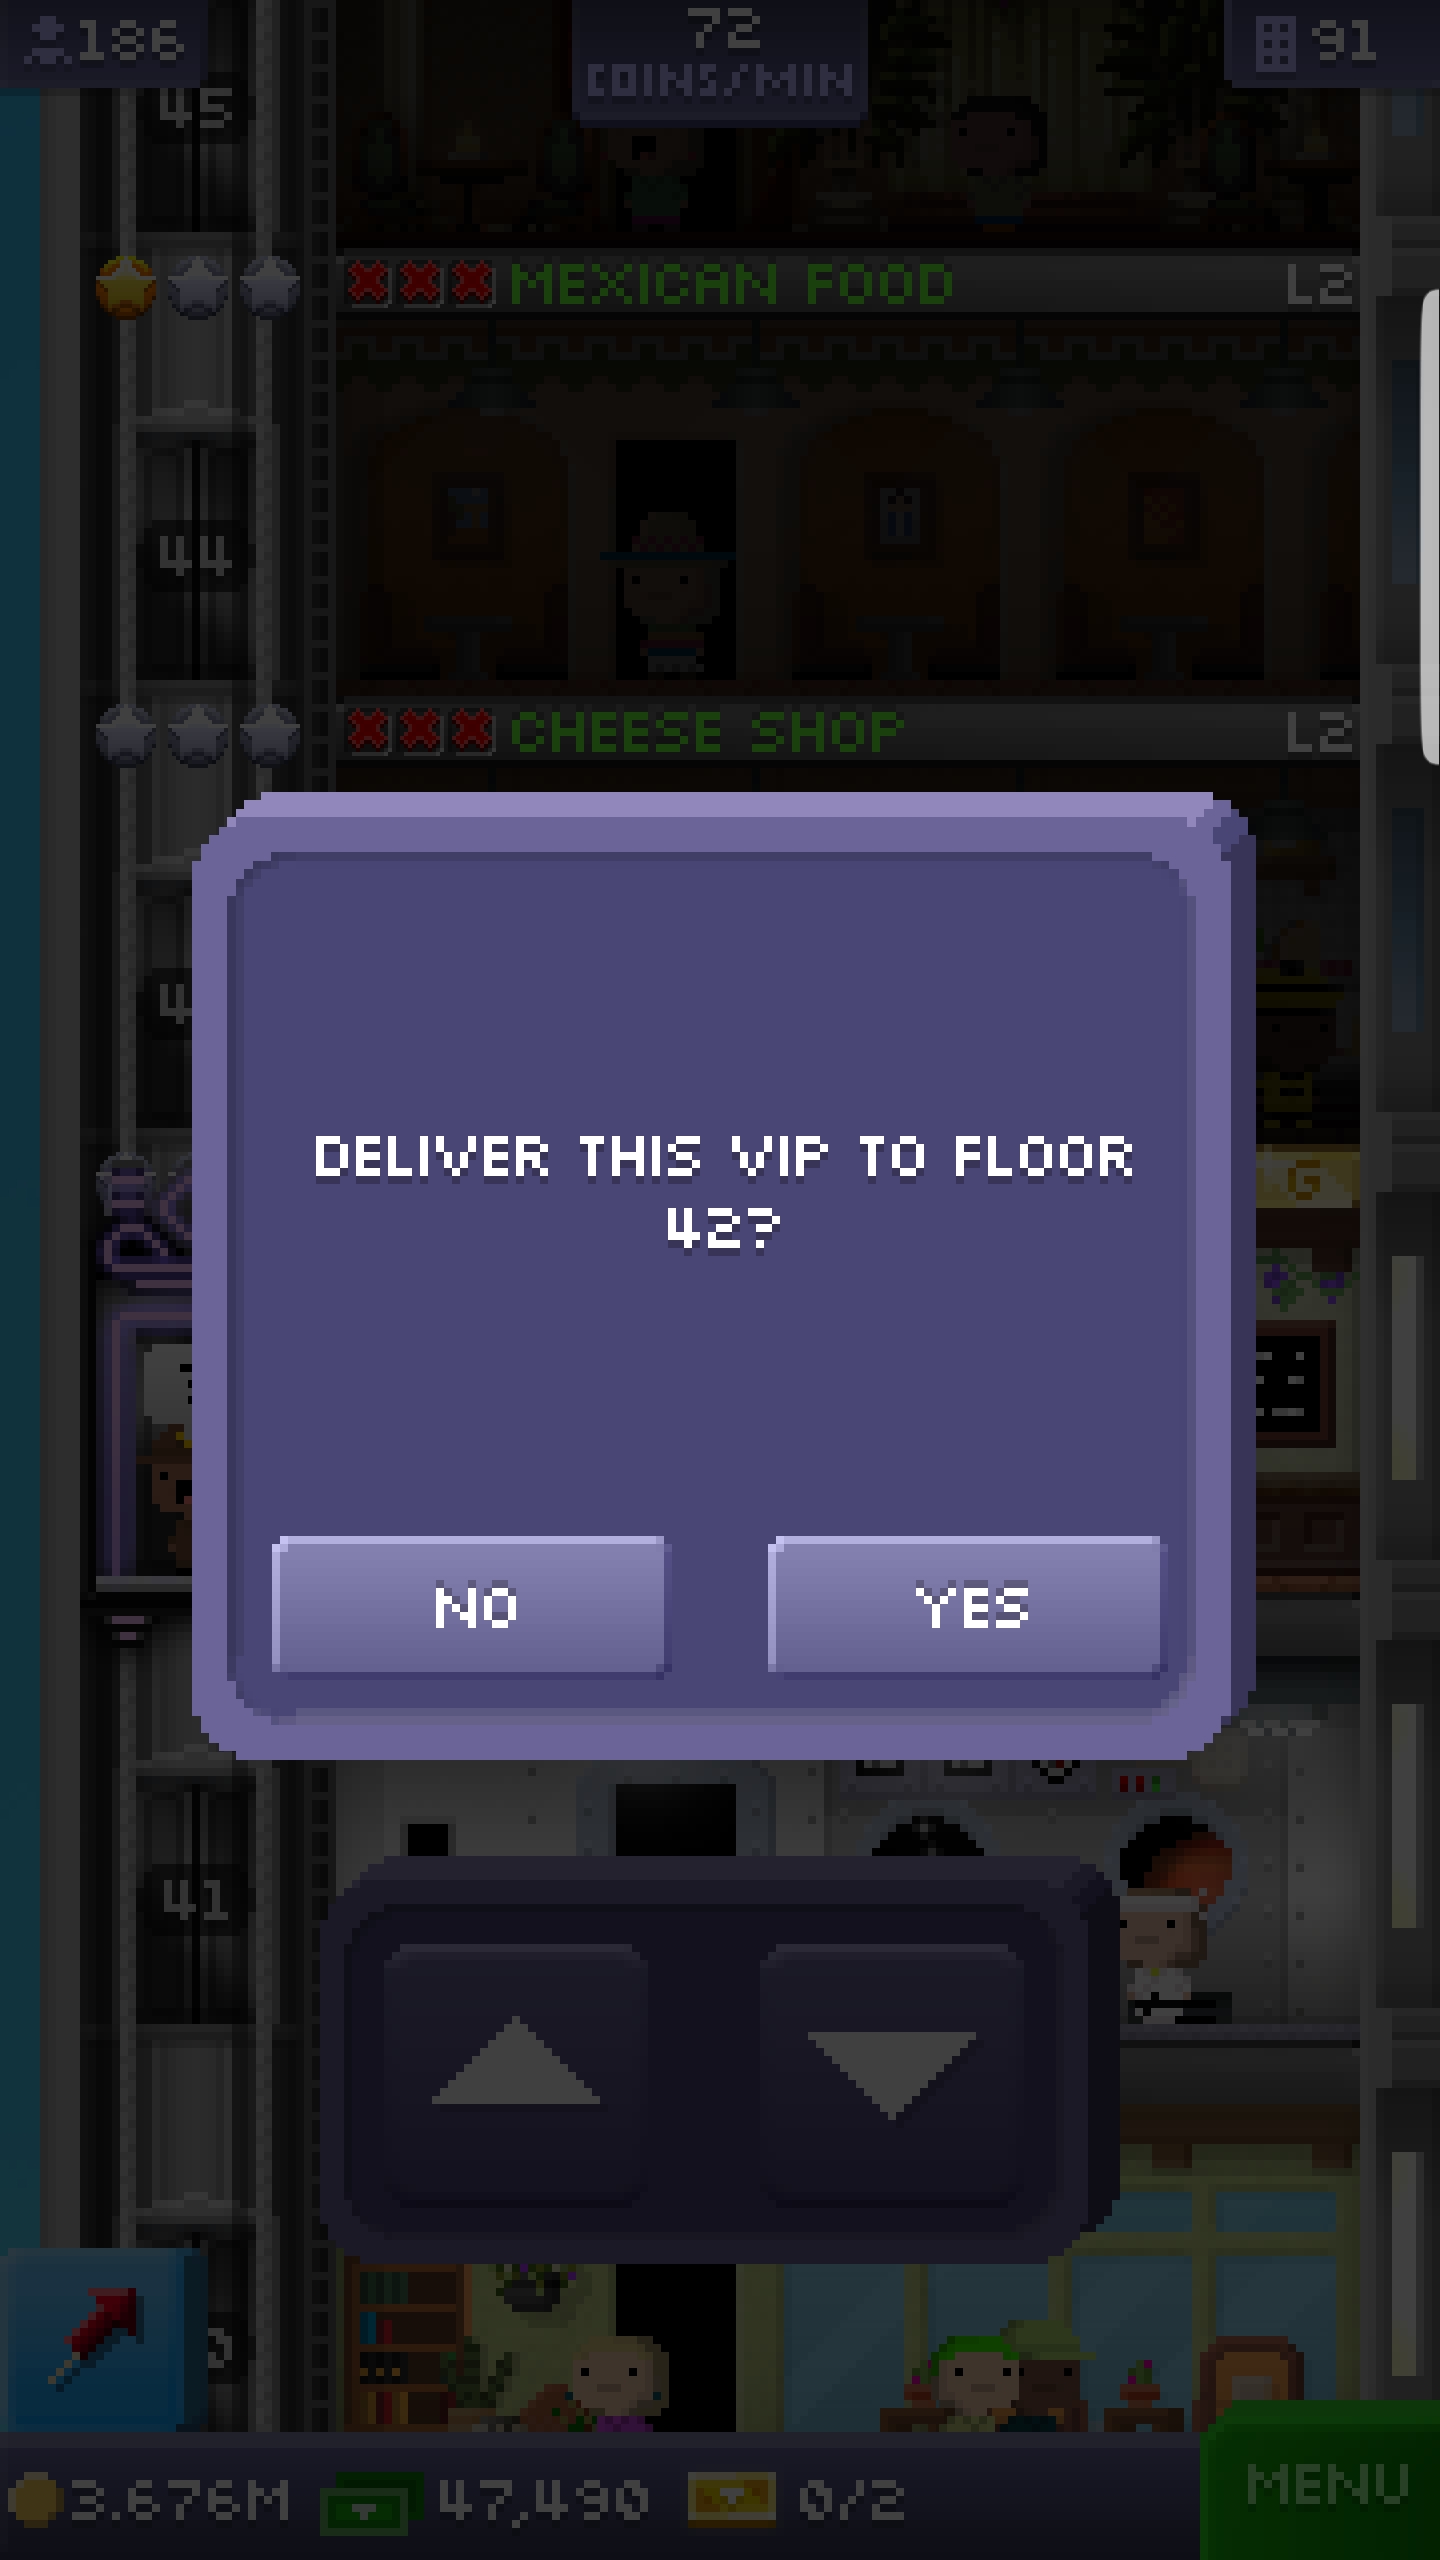 186
72
COINS/MIN
91
45
MEXICAN FOOD
L2
44
CHEESE SHOP
L2
G
DELIVER THIS VIP TO FLOOR
42?
NO
YES
41
3.676M
47,490
0/2
MENU